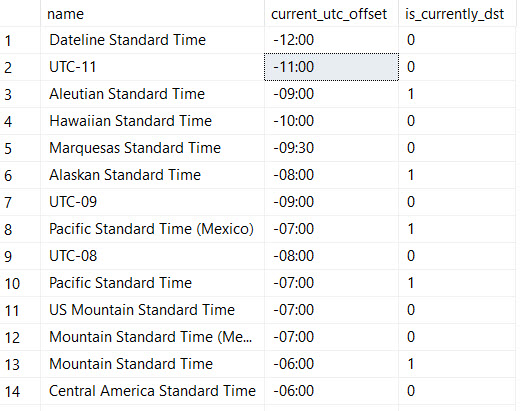 name current_utc_offset is_currently_dst
1 Dateline Standard Time -12:00 0
2 UTC-11 -11:00 0
3 Aleutian Standard Time -09:00 1
4 Hawaiian Standard Time -10:00 0
5 Marquesas Standard Time -09:30 0
6 Alaskan Standard Time -08:00 1
7 UTC-09 -09:00 0
8 Pacific Standard Time (Mexico) -07:00 1
9 UTC-08 -08:00 0
10 Pacific Standard Time -07:00 1
11 US Mountain Standard Time -07:00 0
12 Mountain Standard Time (Me... -07:00 0
13 Mountain Standard Time -06:00 1
14 Central America Standard Time -06:00 0